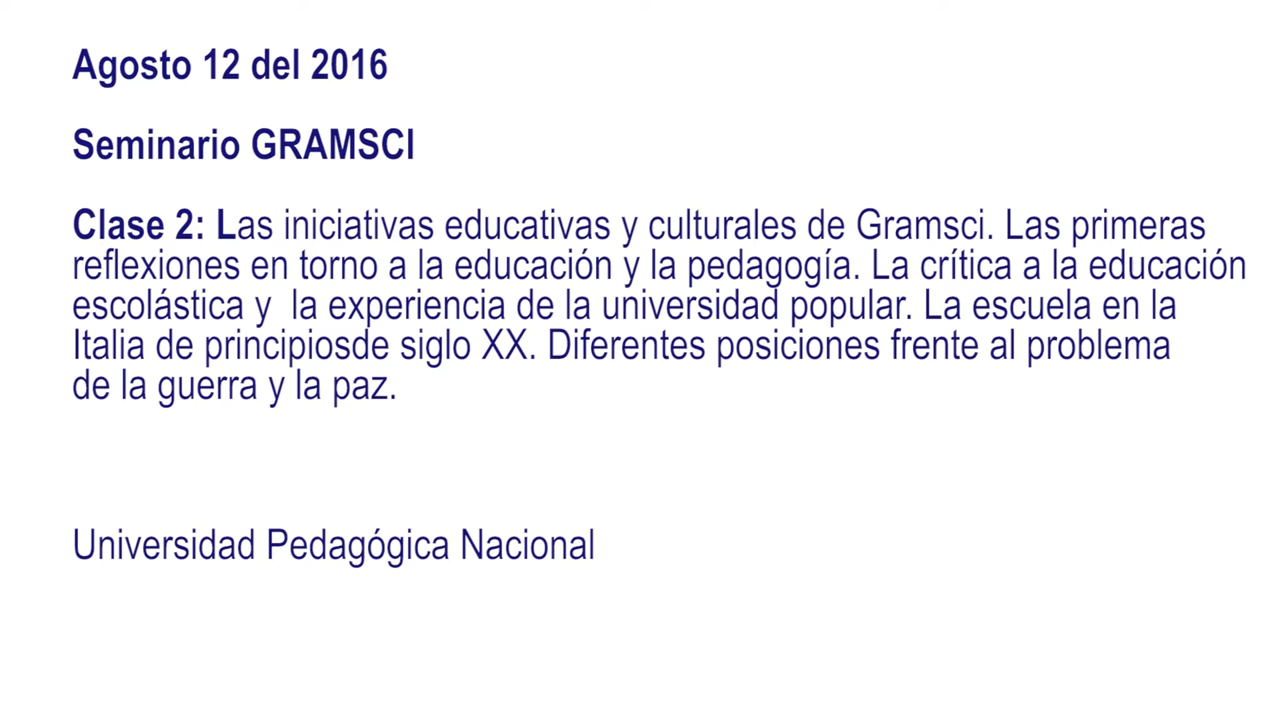 Agosto 12 del 2016
Seminario GRAMSCI
Clase 2: Las iniciativas educativas y culturales de Gramsci. Las primeras
reflexiones en torno a la educación y la pedagogía. La crítica a la educación
escolástica y  la experiencia de la universidad popular. La escuela en la
Italia de principiosde siglo XX. Diferentes posiciones frente al problema
de la guerra y la paz.
Universidad Pedagógica Nacional